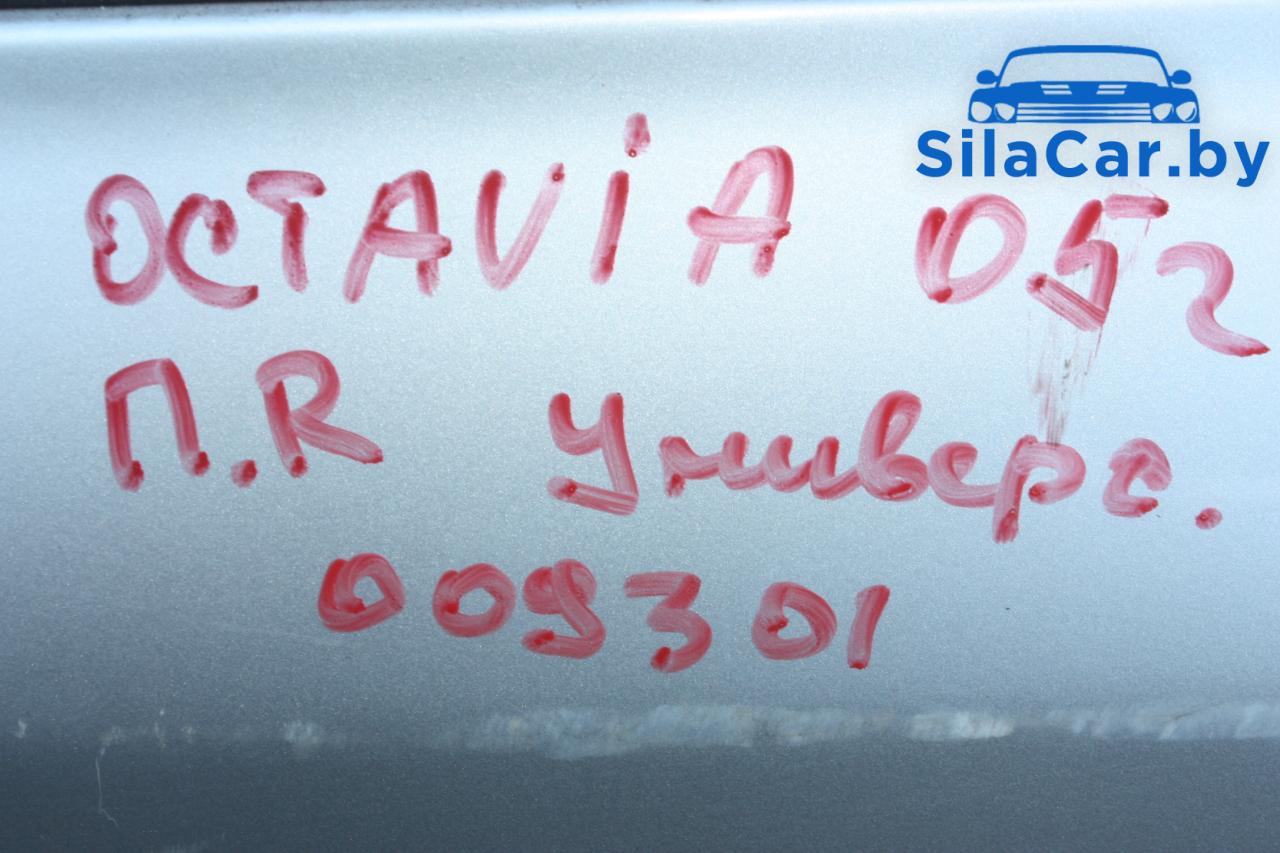 SilaCar.by
OCTAViA 05г
П.R Универс.
009301